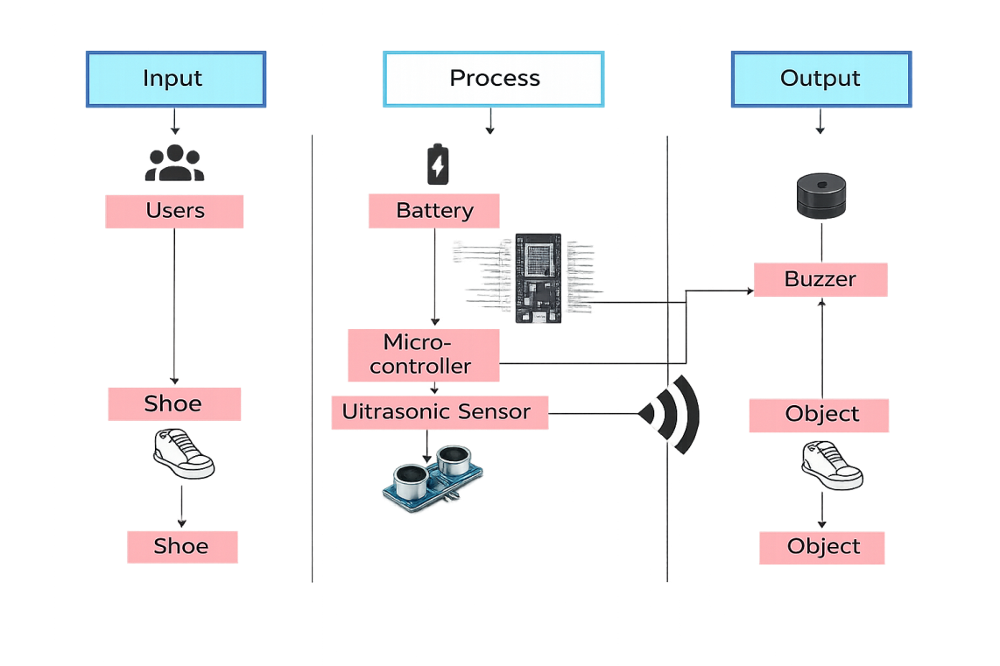 Input
Process
Output
Users
Battery
Buzzer
Micro-
controller
Shoe
Uitrasonic Sensor
Object
Shoe
Object